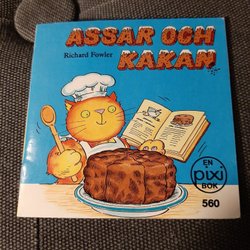 ASSAR OCH
KAKAN
Richard Fowler
EN
pixi
BOK
560